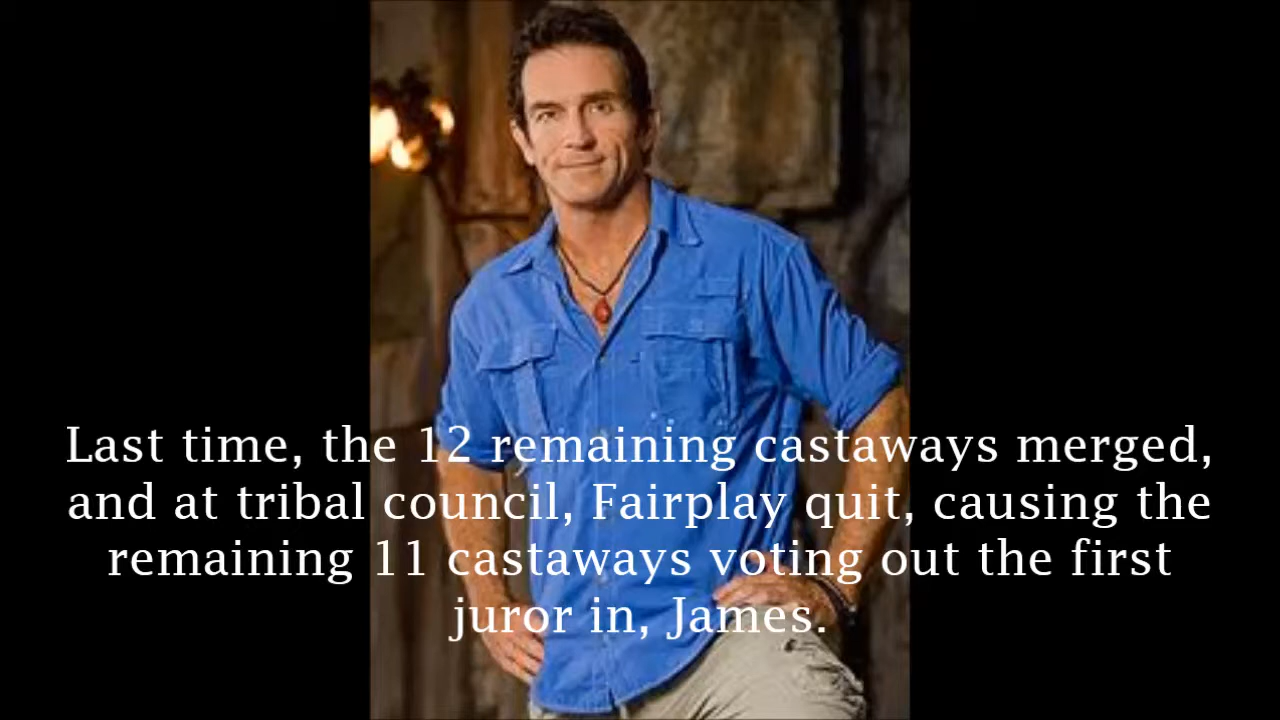 Last time, the 12 remaining castaways merged,
and at tribal council, Fairplay quit, causing the
remaining 11 castaways voting out the first
juror in, James.